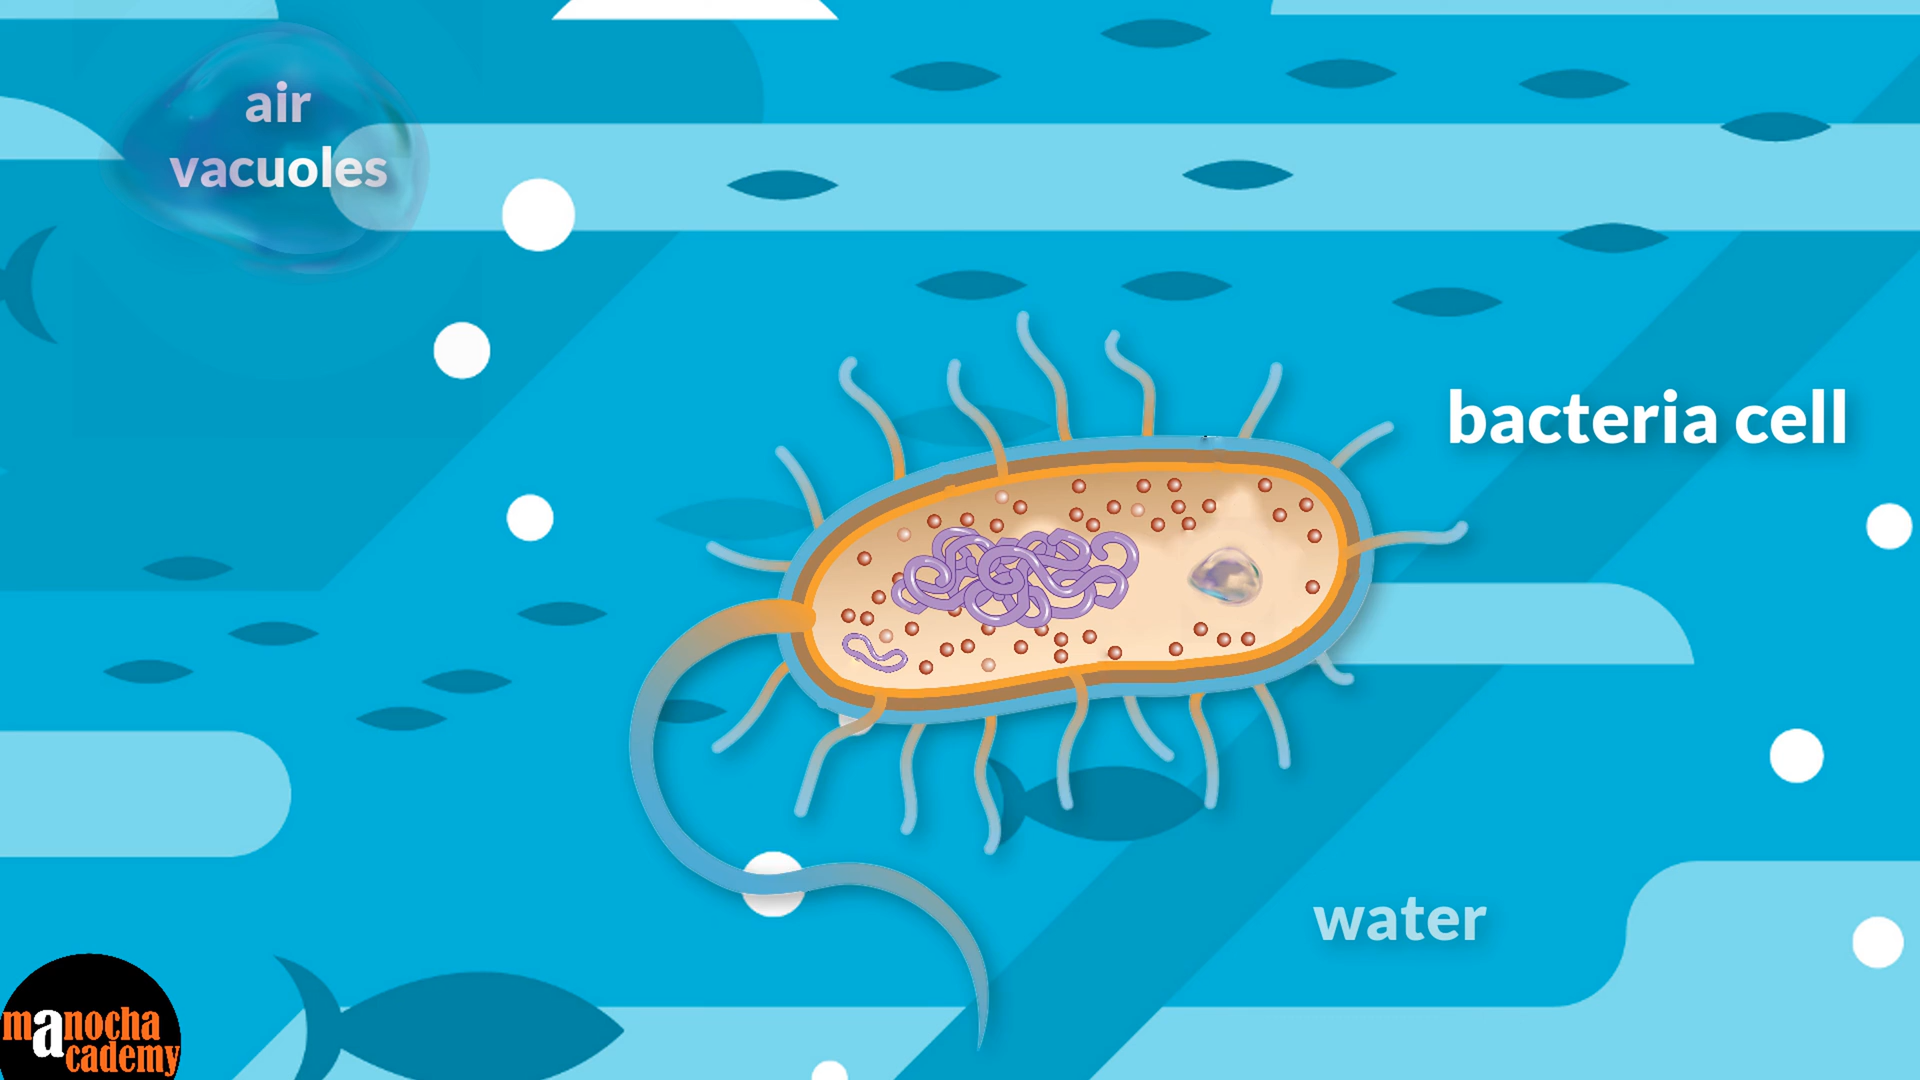 air
vacuoles
bacteria cell
water
manocha
academy